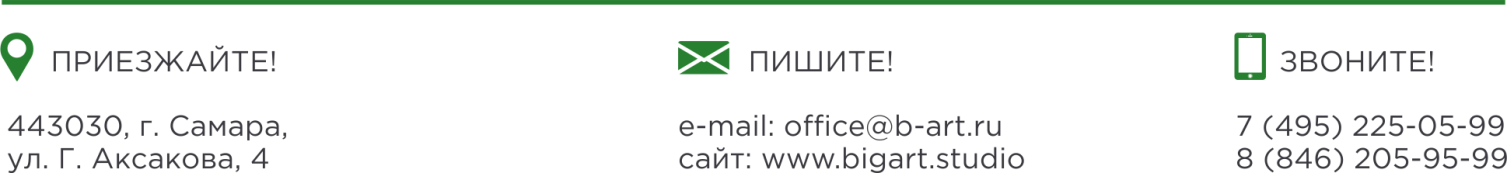 ПРИЕЗЖАЙТЕ!
443030, г. Самара,
ул. Г. Аксакова, 4
ПИШИТЕ!
e-mail: office@b-art.ru
сайт: www.bigart.studio
ЗВОНИТЕ!
7 (495) 225-05-99
8 (846) 205-95-99